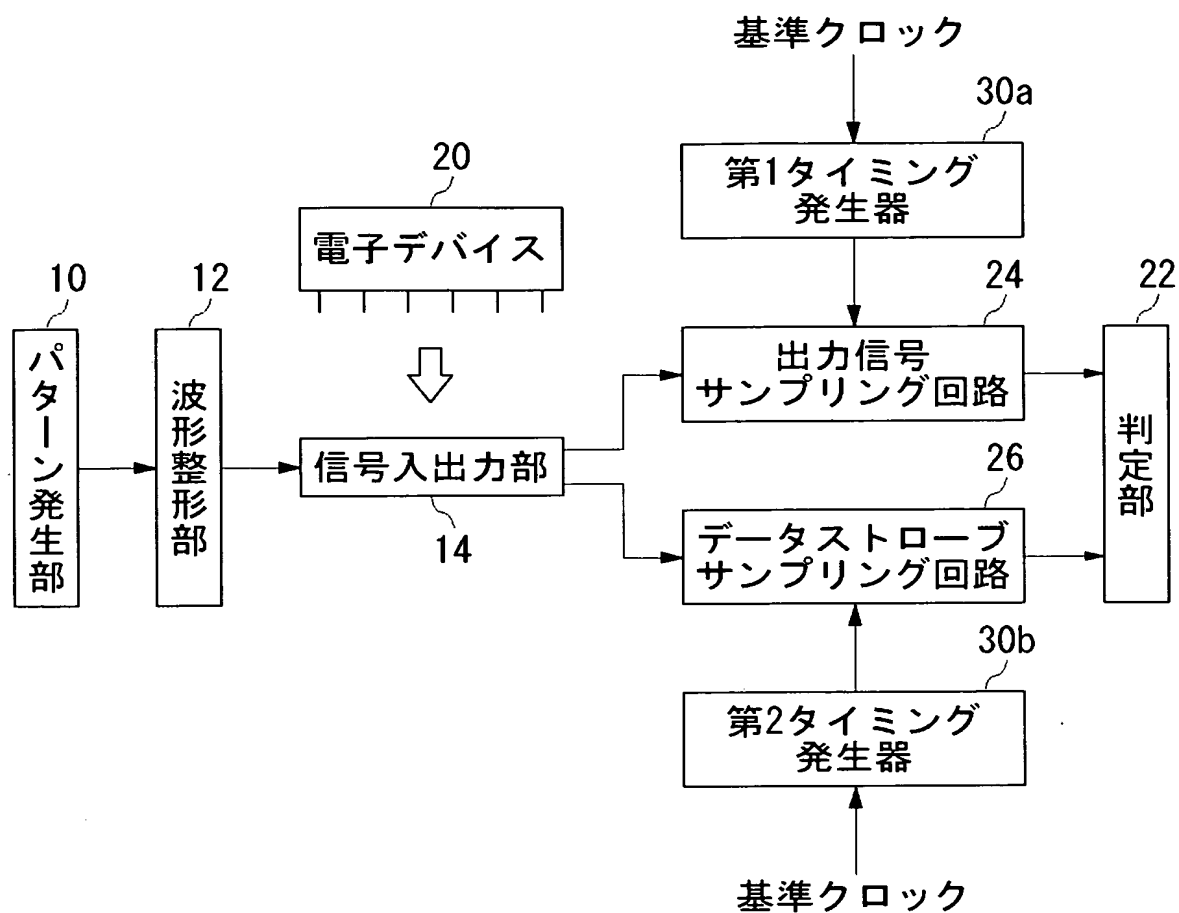 基準クロック
30a
第1タイミング
発生器
20
電子デバイス
10
パターン発生部
12
波形整形部
24
出力信号
サンプリング回路
22
判定部
信号入出力部
14
26
データストローブ
サンプリング回路
30b
第2タイミング
発生器
基準クロック